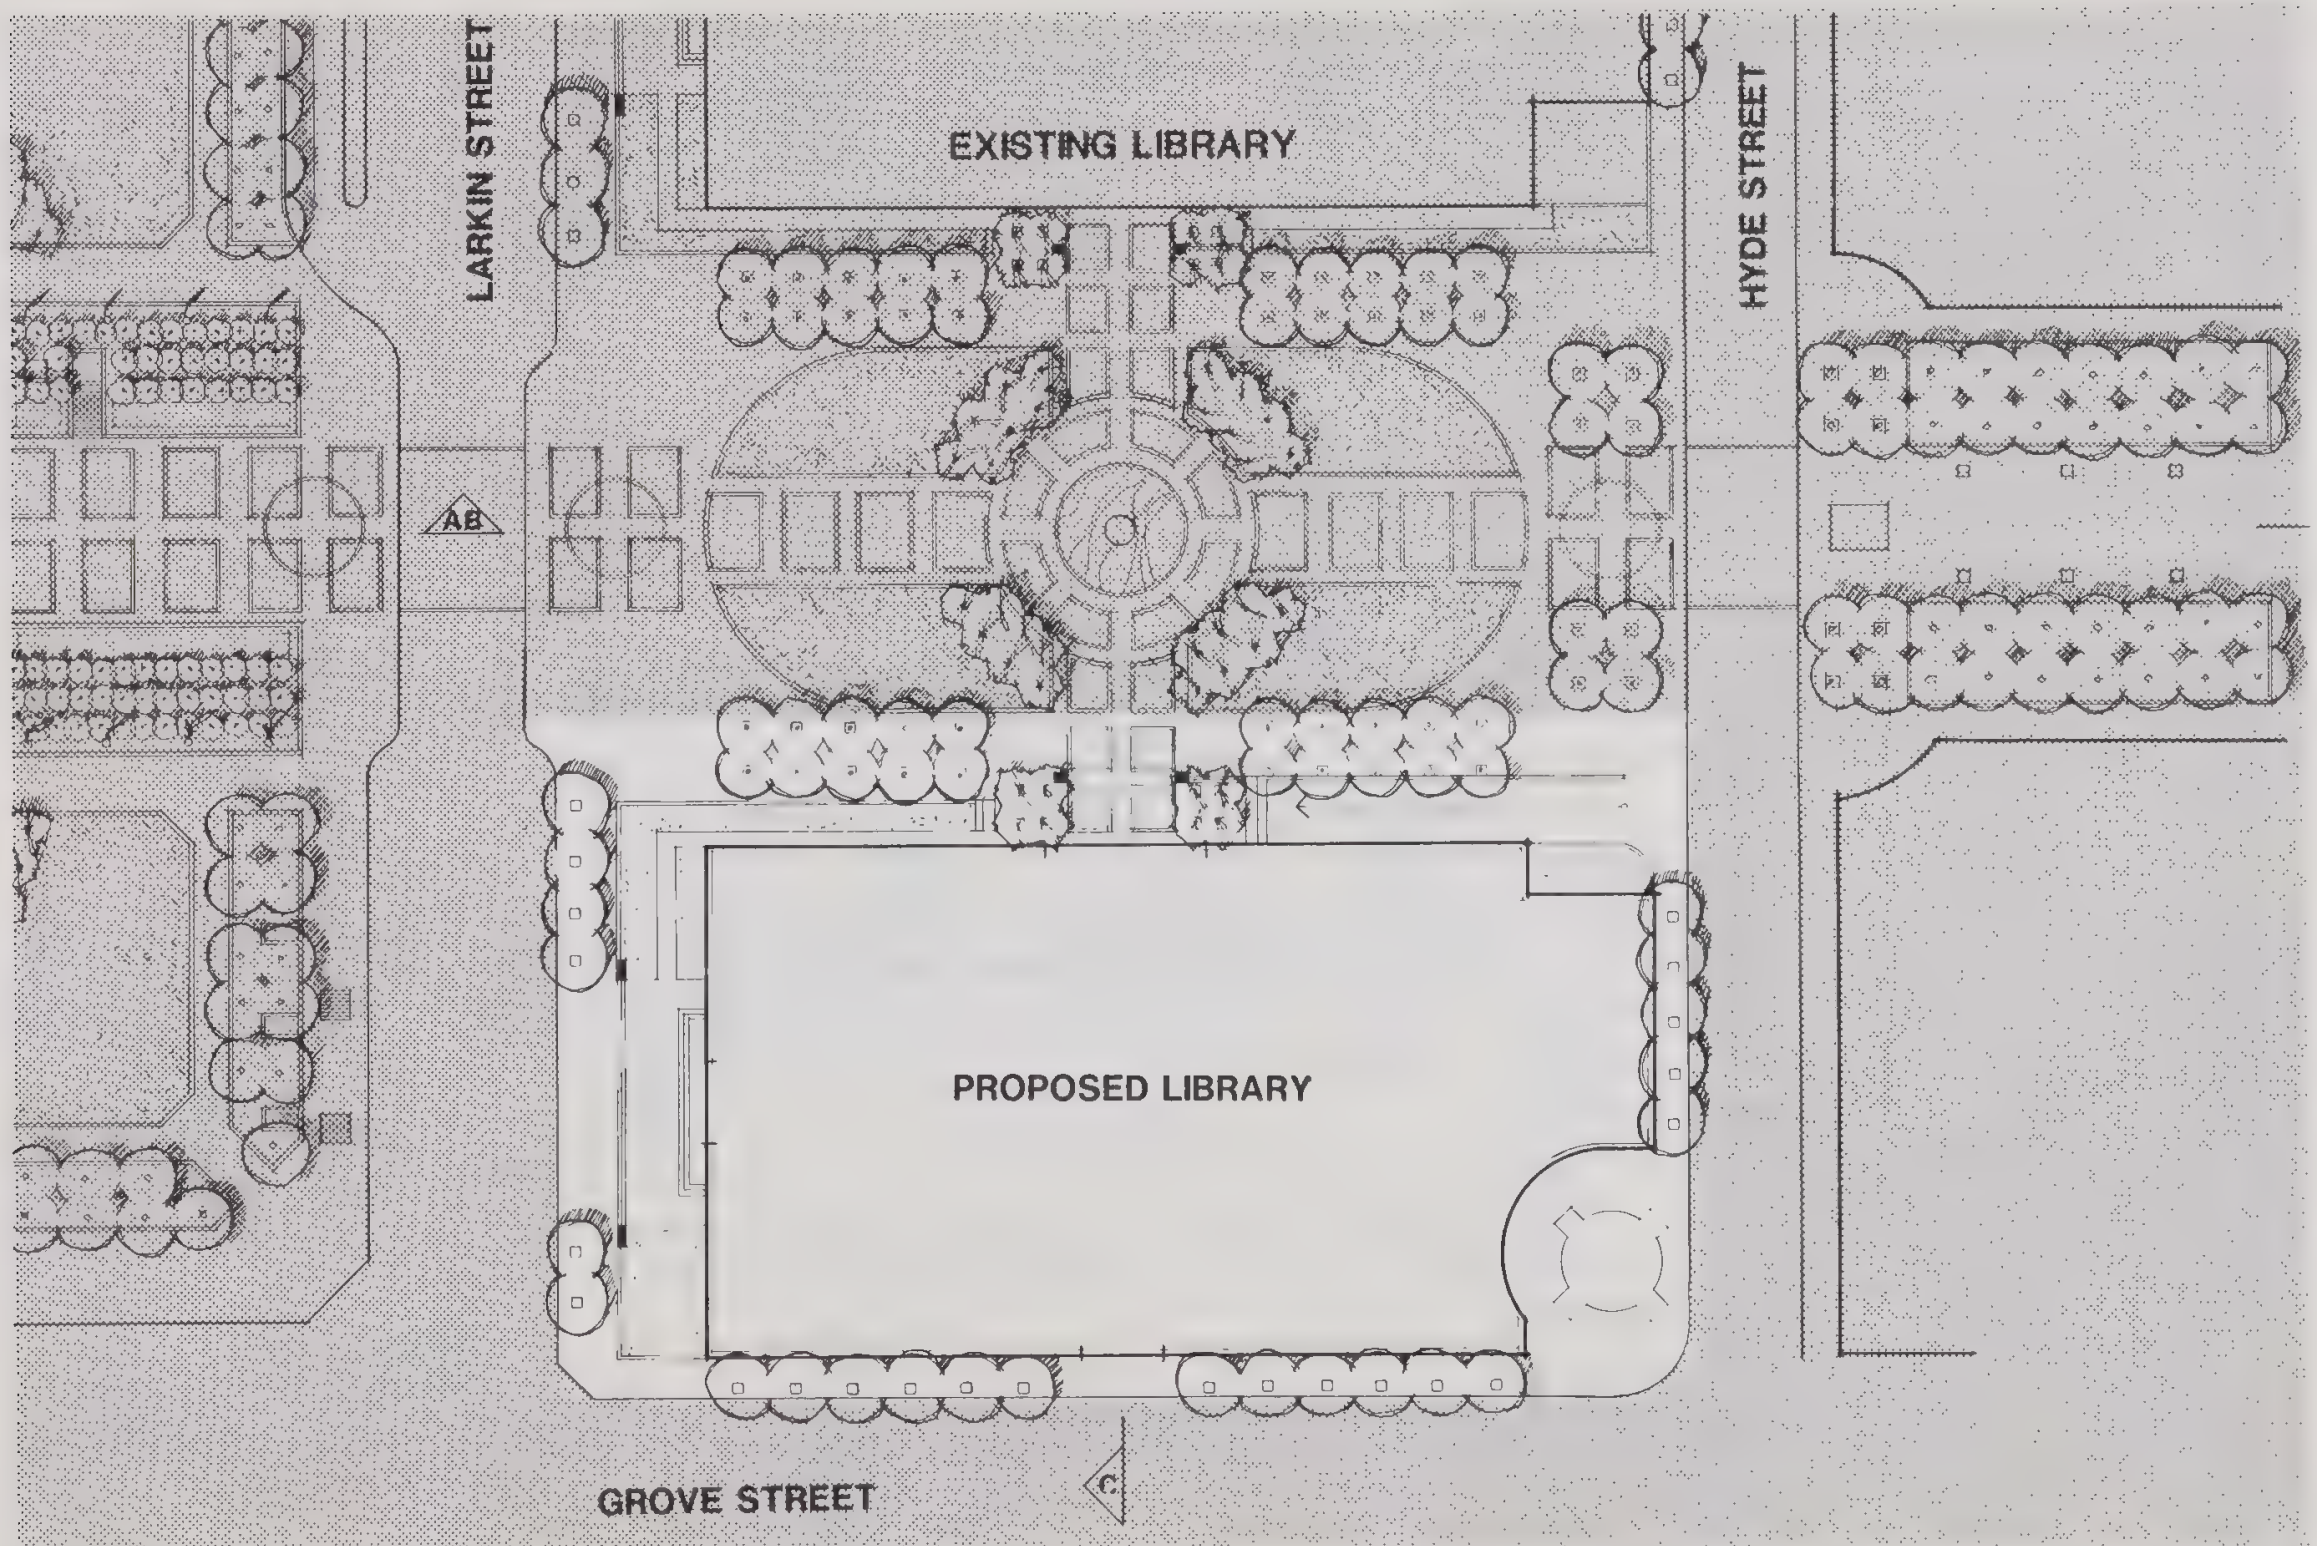 LARKIN STREET
EXISTING LIBRARY
HYDE STREET
AB
PROPOSED LIBRARY
GROVE STREET
C